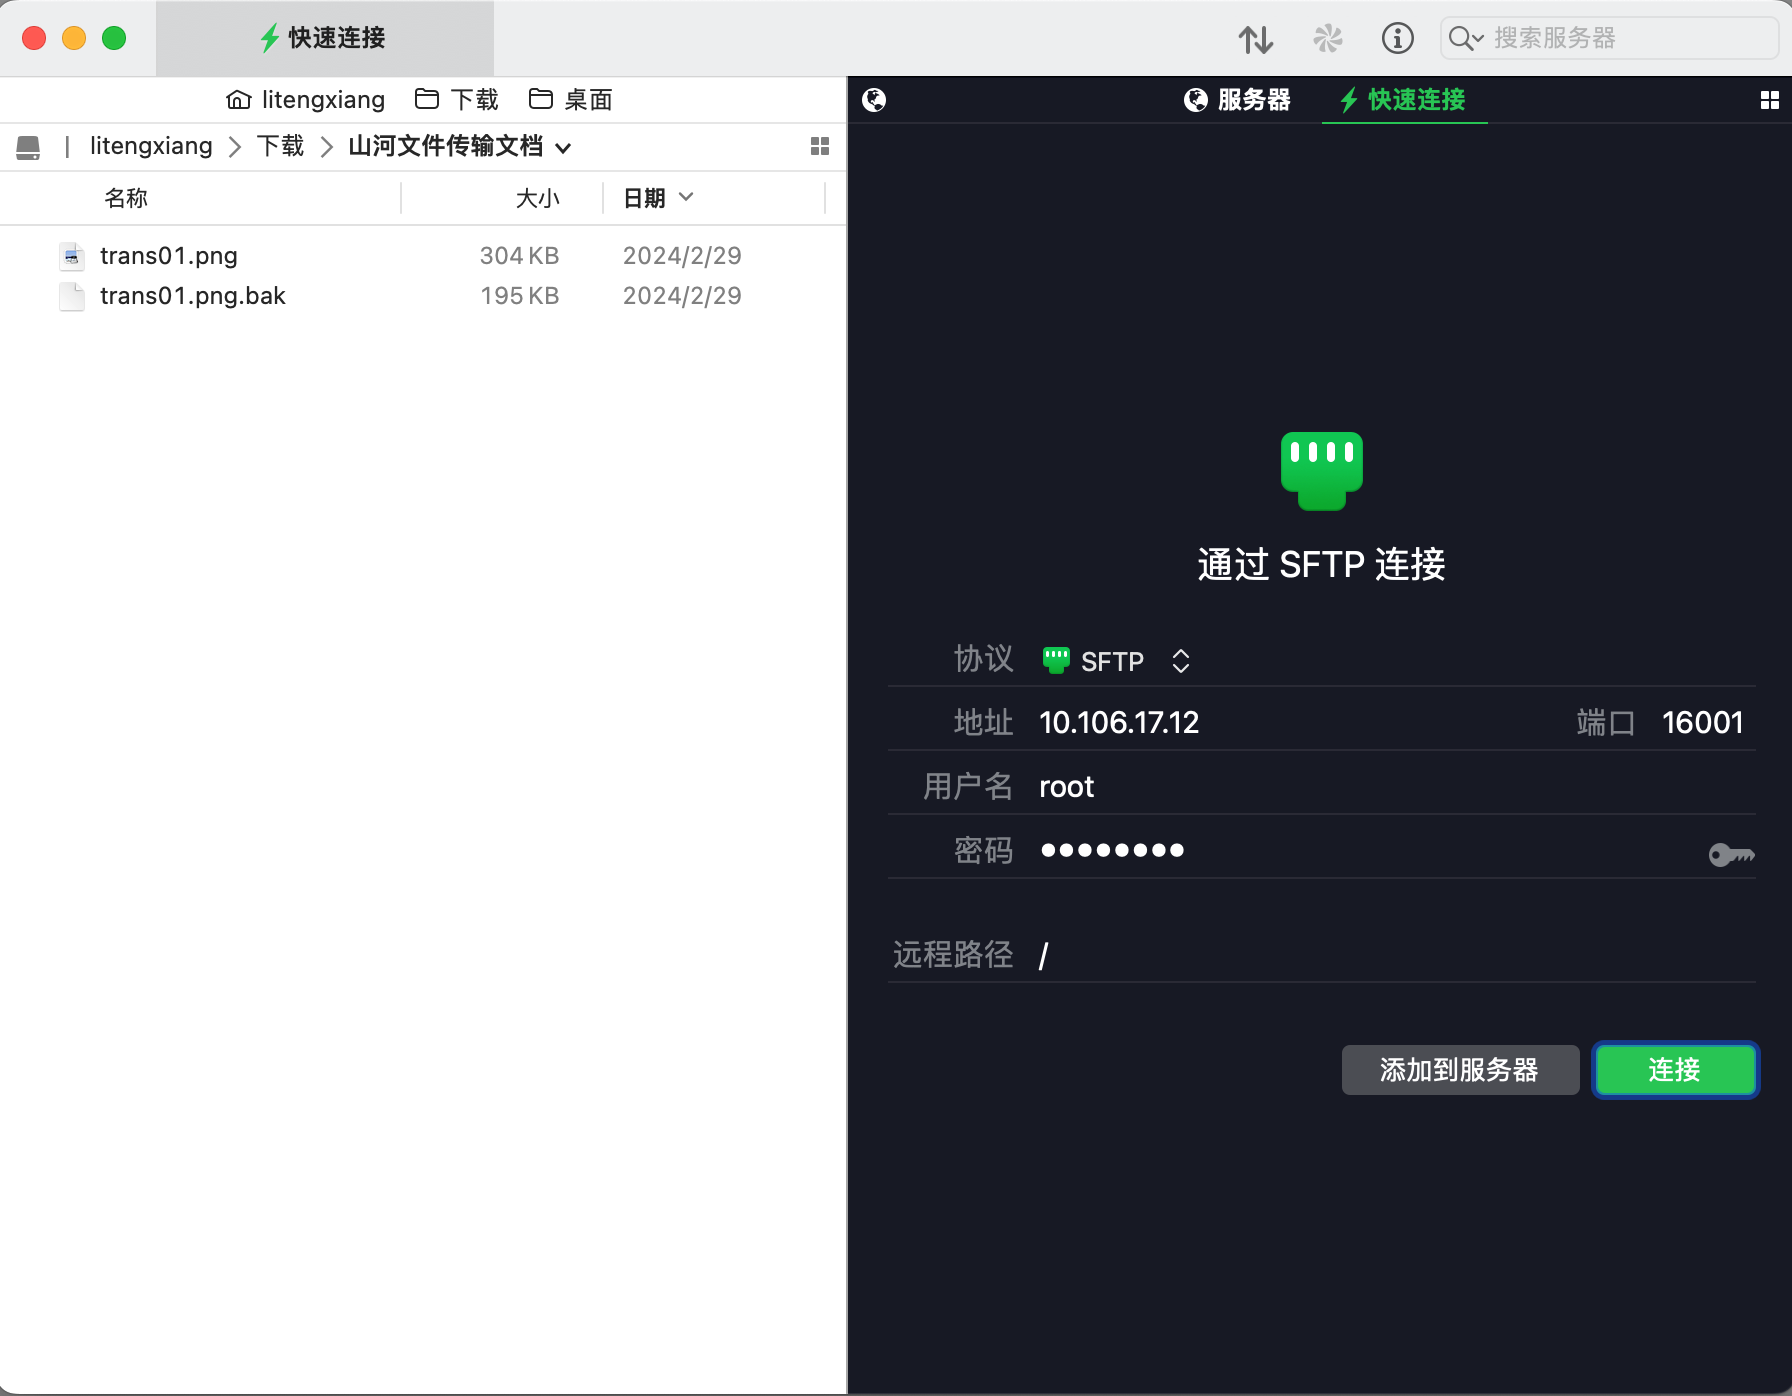 快速连接
搜索服务器
litengxiang 下载 桌面
litengxiang 下载 山河文件传输文档
名称 大小 日期
trans01.png 304 KB 2024/2/29
trans01.png.bak 195 KB 2024/2/29
服务器 快速连接
通过 SFTP 连接
协议 SFTP
地址 10.106.17.12 端口 16001
用户名 root
密码 ••••••••
远程路径 /
添加到服务器 连接